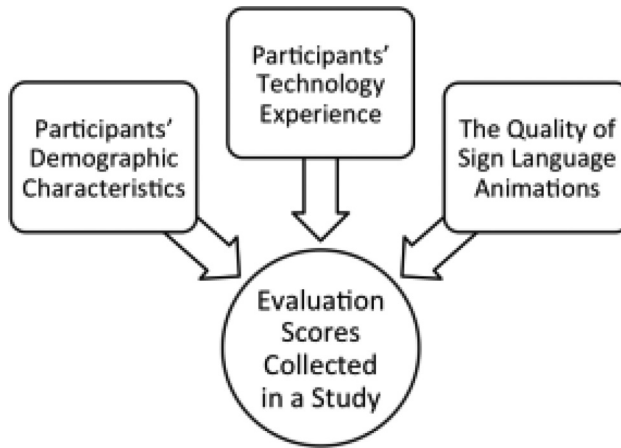 Participants'
Technology
Experience
Participants'
Demographic
Characteristics
The Quality of
Sign Language
Animations
Evaluation
Scores
Collected
in a Study